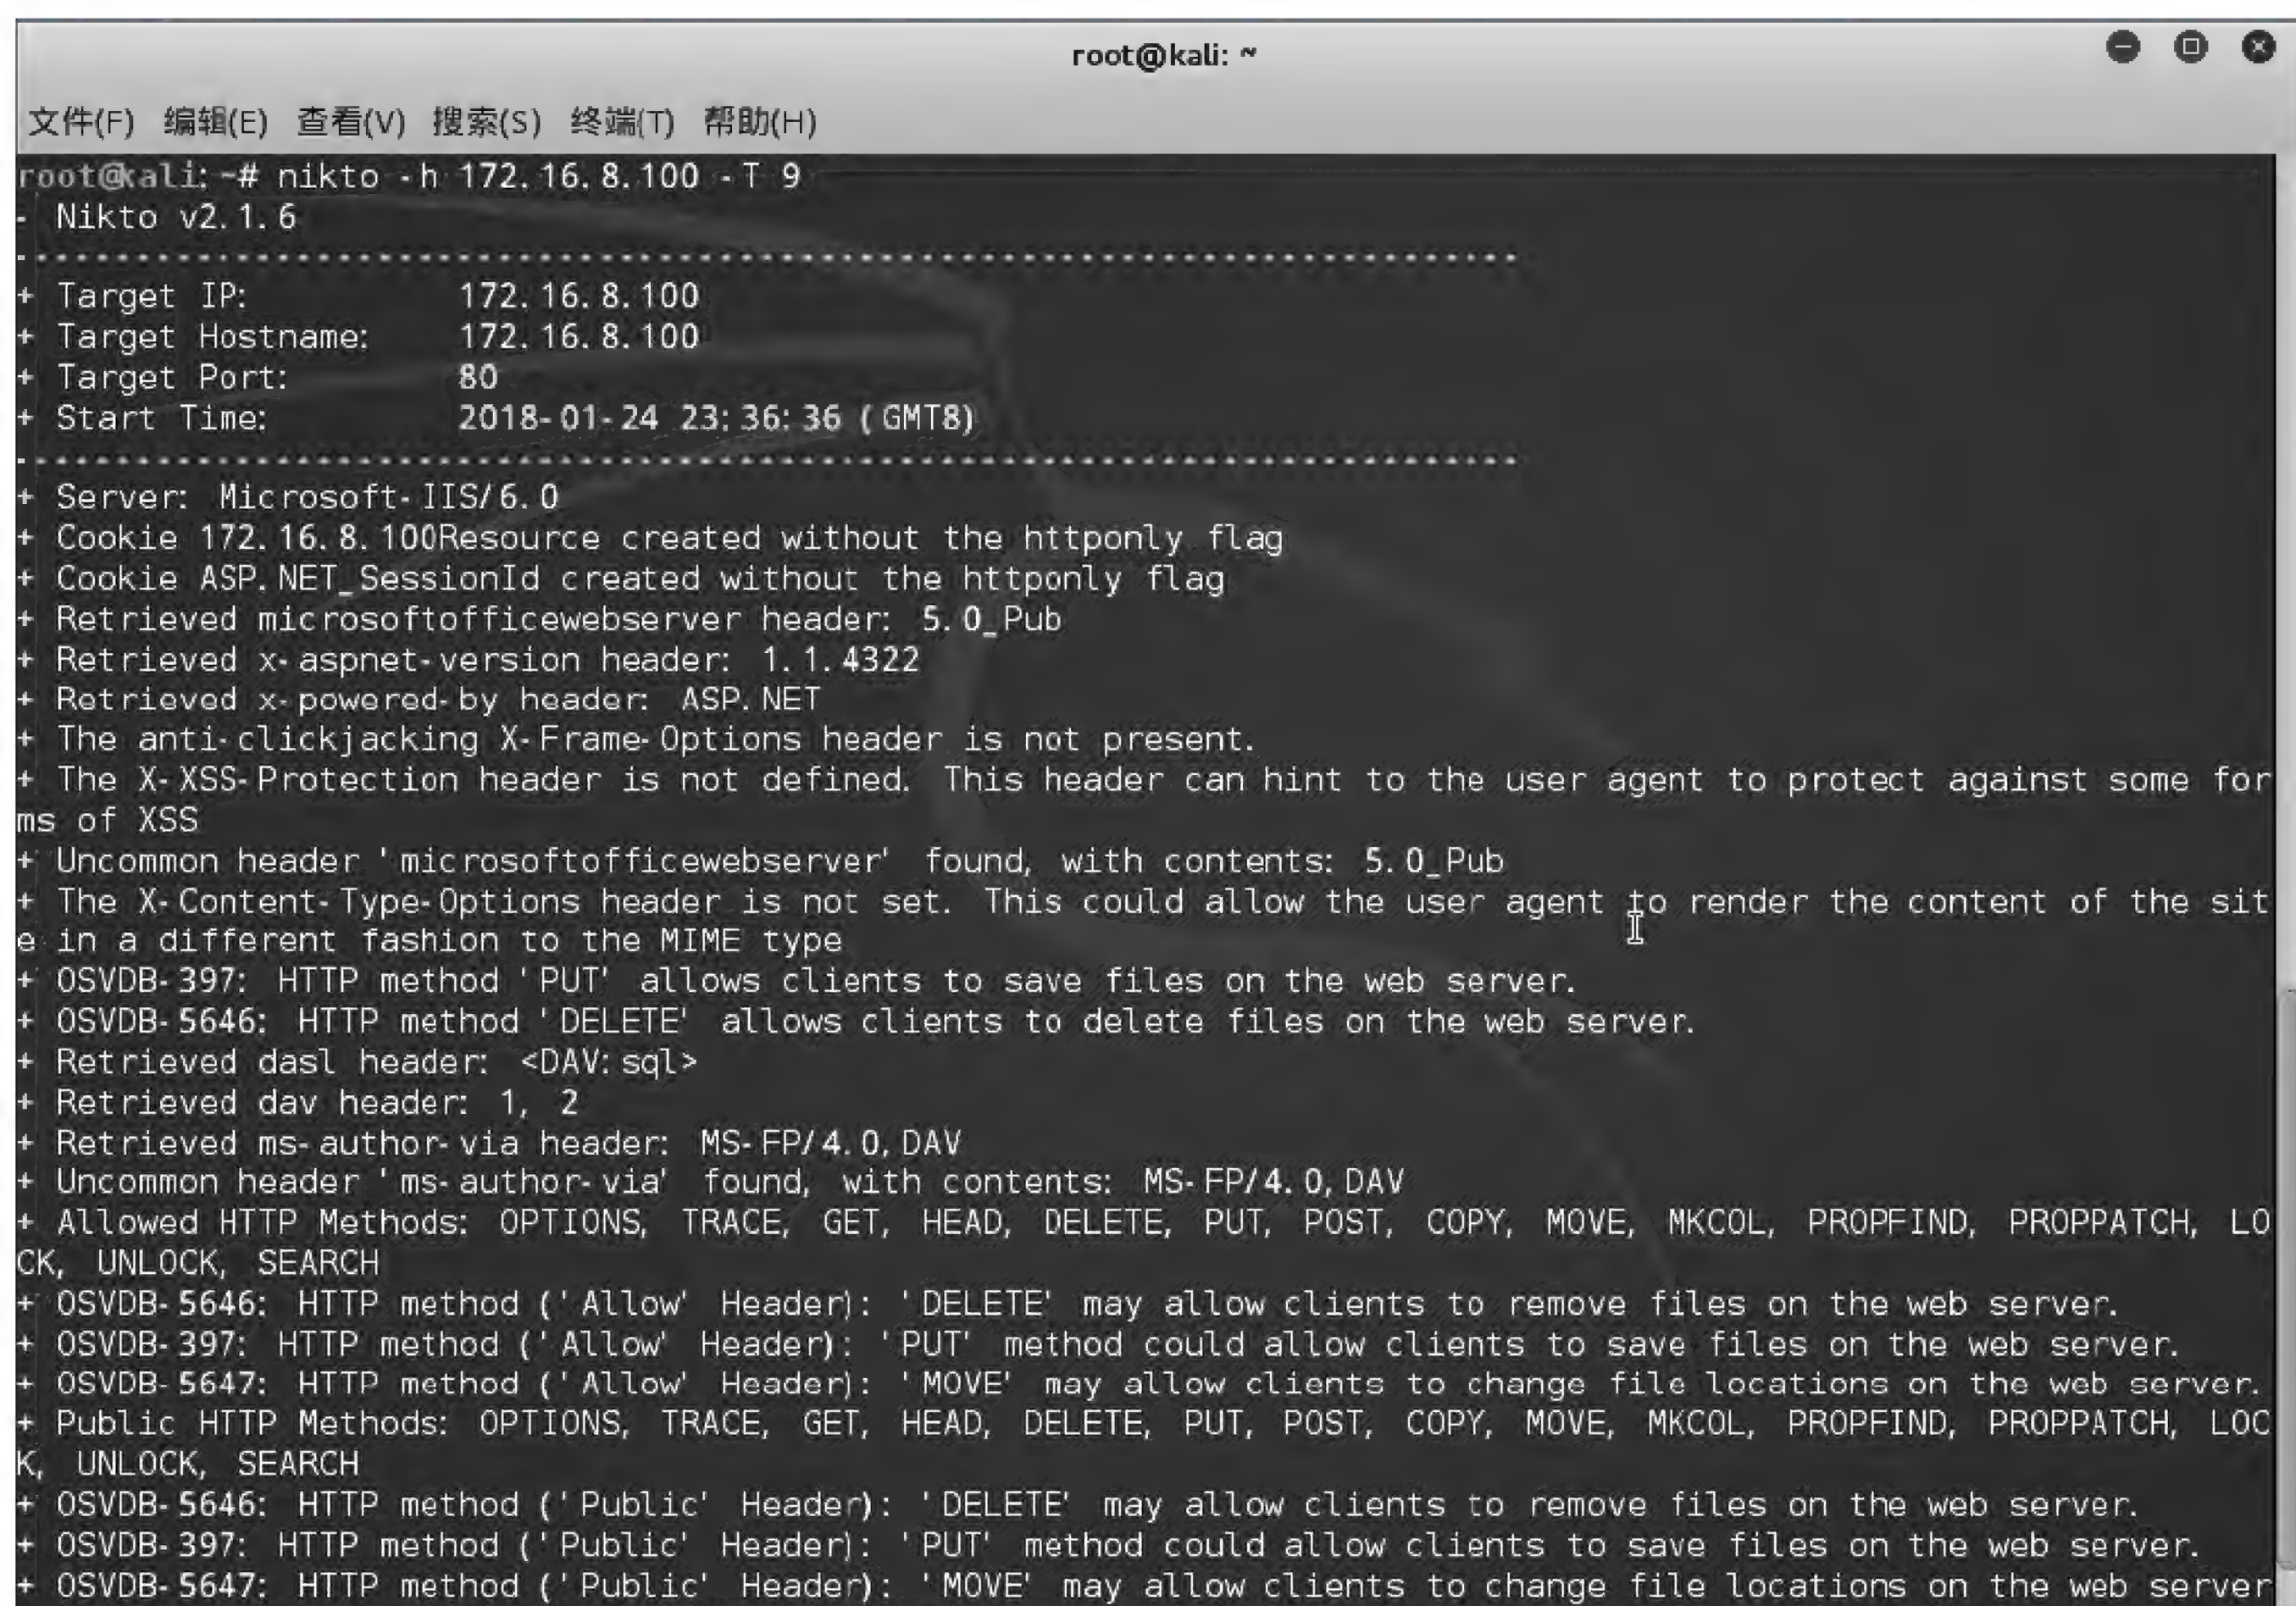 root@kali: ~
文件(F) 编辑(E) 查看(V) 搜索(S) 终端(T) 帮助(H)
root@kali:~# nikto -h 172.16.8.100 -T 9
- Nikto v2.1.6
---------------------------------------------------------------------------
+ Target IP:          172.16.8.100
+ Target Hostname:    172.16.8.100
+ Target Port:        80
+ Start Time:         2018-01-24 23:36:36 (GMT8)
---------------------------------------------------------------------------
+ Server: Microsoft-IIS/6.0
+ Cookie 172.16.8.100Resource created without the httponly flag
+ Cookie ASP.NET_SessionId created without the httponly flag
+ Retrieved microsoftofficewebserver header: 5.0_Pub
+ Retrieved x-aspnet-version header: 1.1.4322
+ Retrieved x-powered-by header: ASP.NET
+ The anti-clickjacking X-Frame-Options header is not present.
+ The X-XSS-Protection header is not defined. This header can hint to the user agent to protect against some for
ms of XSS
+ Uncommon header 'microsoftofficewebserver' found, with contents: 5.0_Pub
+ The X-Content-Type-Options header is not set. This could allow the user agent to render the content of the sit
e in a different fashion to the MIME type
+ OSVDB-397: HTTP method 'PUT' allows clients to save files on the web server.
+ OSVDB-5646: HTTP method 'DELETE' allows clients to delete files on the web server.
+ Retrieved dasl header: <DAV:sql>
+ Retrieved dav header: 1, 2
+ Retrieved ms-author-via header: MS-FP/4.0,DAV
+ Uncommon header 'ms-author-via' found, with contents: MS-FP/4.0,DAV
+ Allowed HTTP Methods: OPTIONS, TRACE, GET, HEAD, DELETE, PUT, POST, COPY, MOVE, MKCOL, PROPFIND, PROPPATCH, LO
CK, UNLOCK, SEARCH
+ OSVDB-5646: HTTP method ('Allow' Header): 'DELETE' may allow clients to remove files on the web server.
+ OSVDB-397: HTTP method ('Allow' Header): 'PUT' method could allow clients to save files on the web server.
+ OSVDB-5647: HTTP method ('Allow' Header): 'MOVE' may allow clients to change file locations on the web server.
+ Public HTTP Methods: OPTIONS, TRACE, GET, HEAD, DELETE, PUT, POST, COPY, MOVE, MKCOL, PROPFIND, PROPPATCH, LOC
K, UNLOCK, SEARCH
+ OSVDB-5646: HTTP method ('Public' Header): 'DELETE' may allow clients to remove files on the web server.
+ OSVDB-397: HTTP method ('Public' Header): 'PUT' method could allow clients to save files on the web server.
+ OSVDB-5647: HTTP method ('Public' Header): 'MOVE' may allow clients to change file locations on the web server